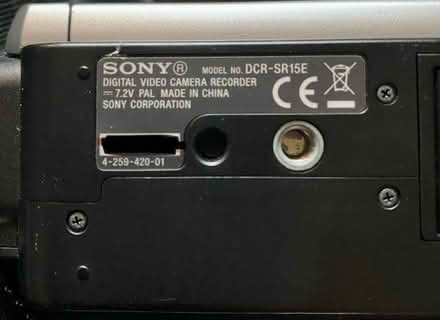 SONY® MODEL NO. DCR-SR15E
DIGITAL VIDEO CAMERA RECORDER
⎓ 7.2V PAL MADE IN CHINA
SONY CORPORATION
CE
4-259-420-01